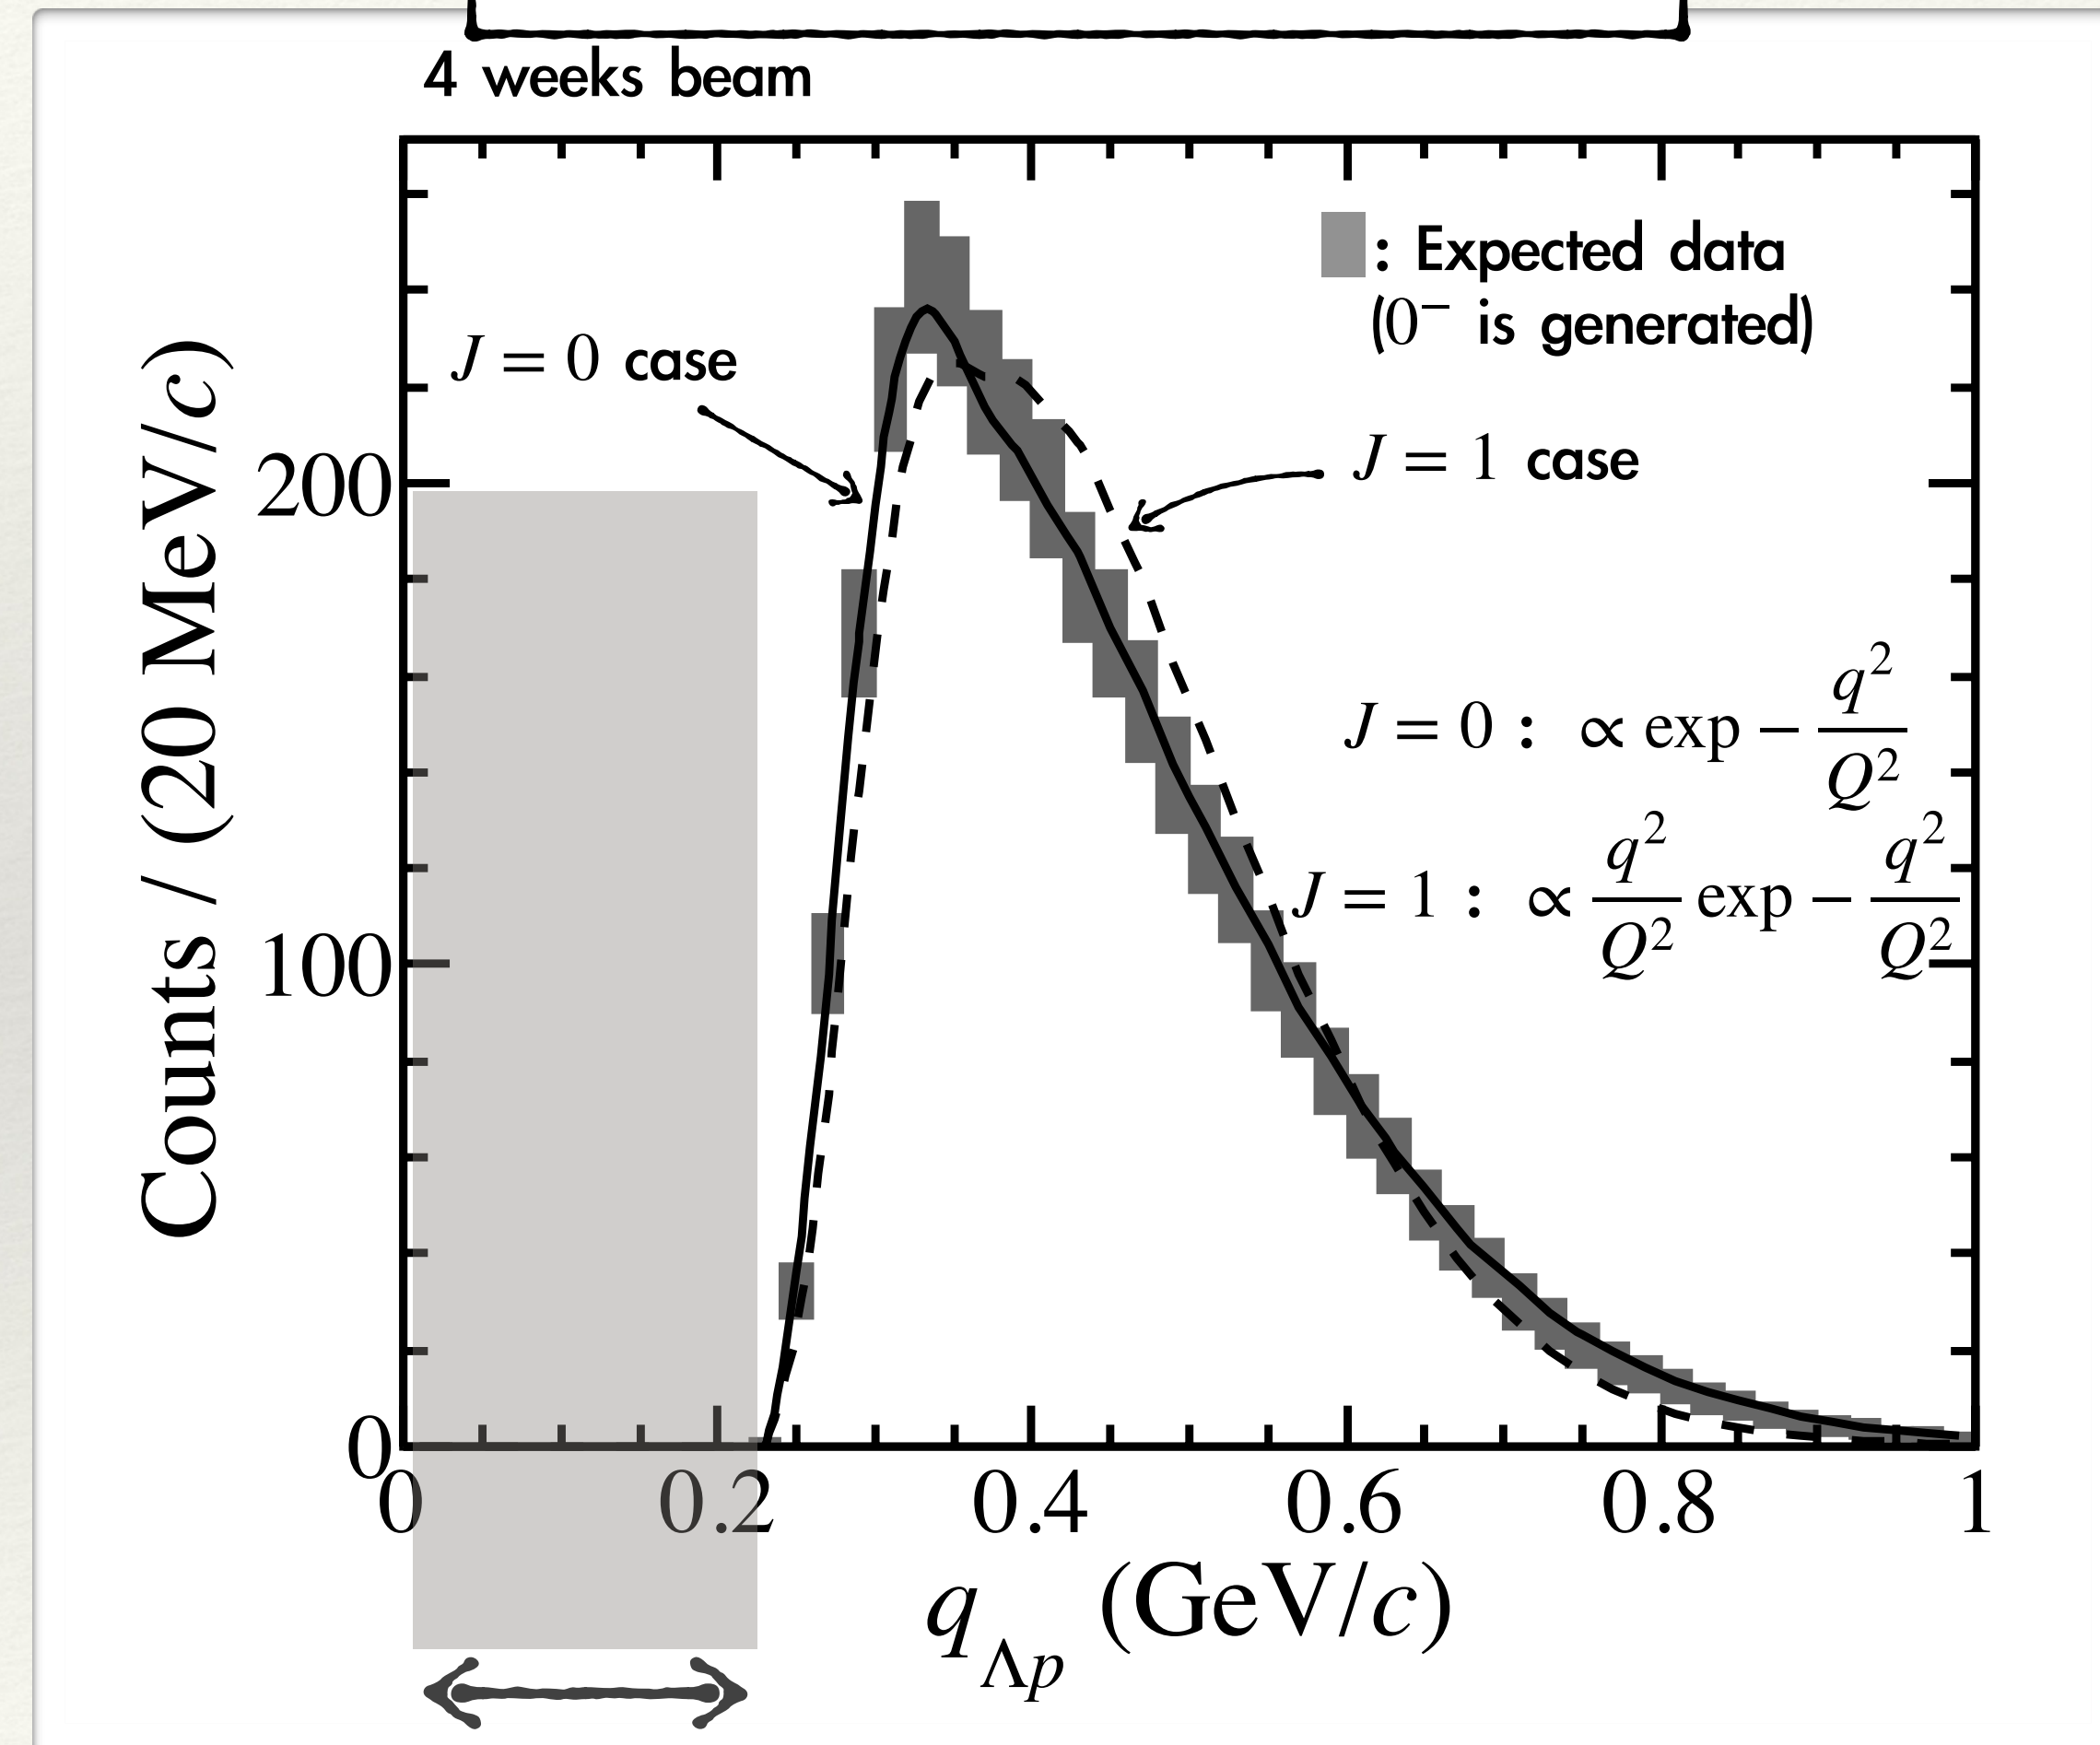 4 weeks beam
: Expected data
(0⁻ is generated)
J = 0 case
J = 1 case
J = 0 : ∝ exp − q²/Q²
J = 1 : ∝ q²/Q² exp − q²/Q²
Counts / (20 MeV/c)
200
100
0
0 0.2 0.4 0.6 0.8 1
q_Λp (GeV/c)